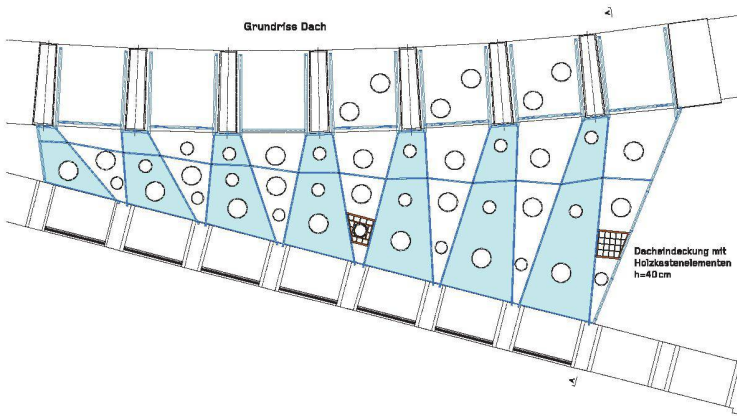 A
Grundriss Dach
Dacheindeckung mit
Holzkastenelementen
h=40cm
A